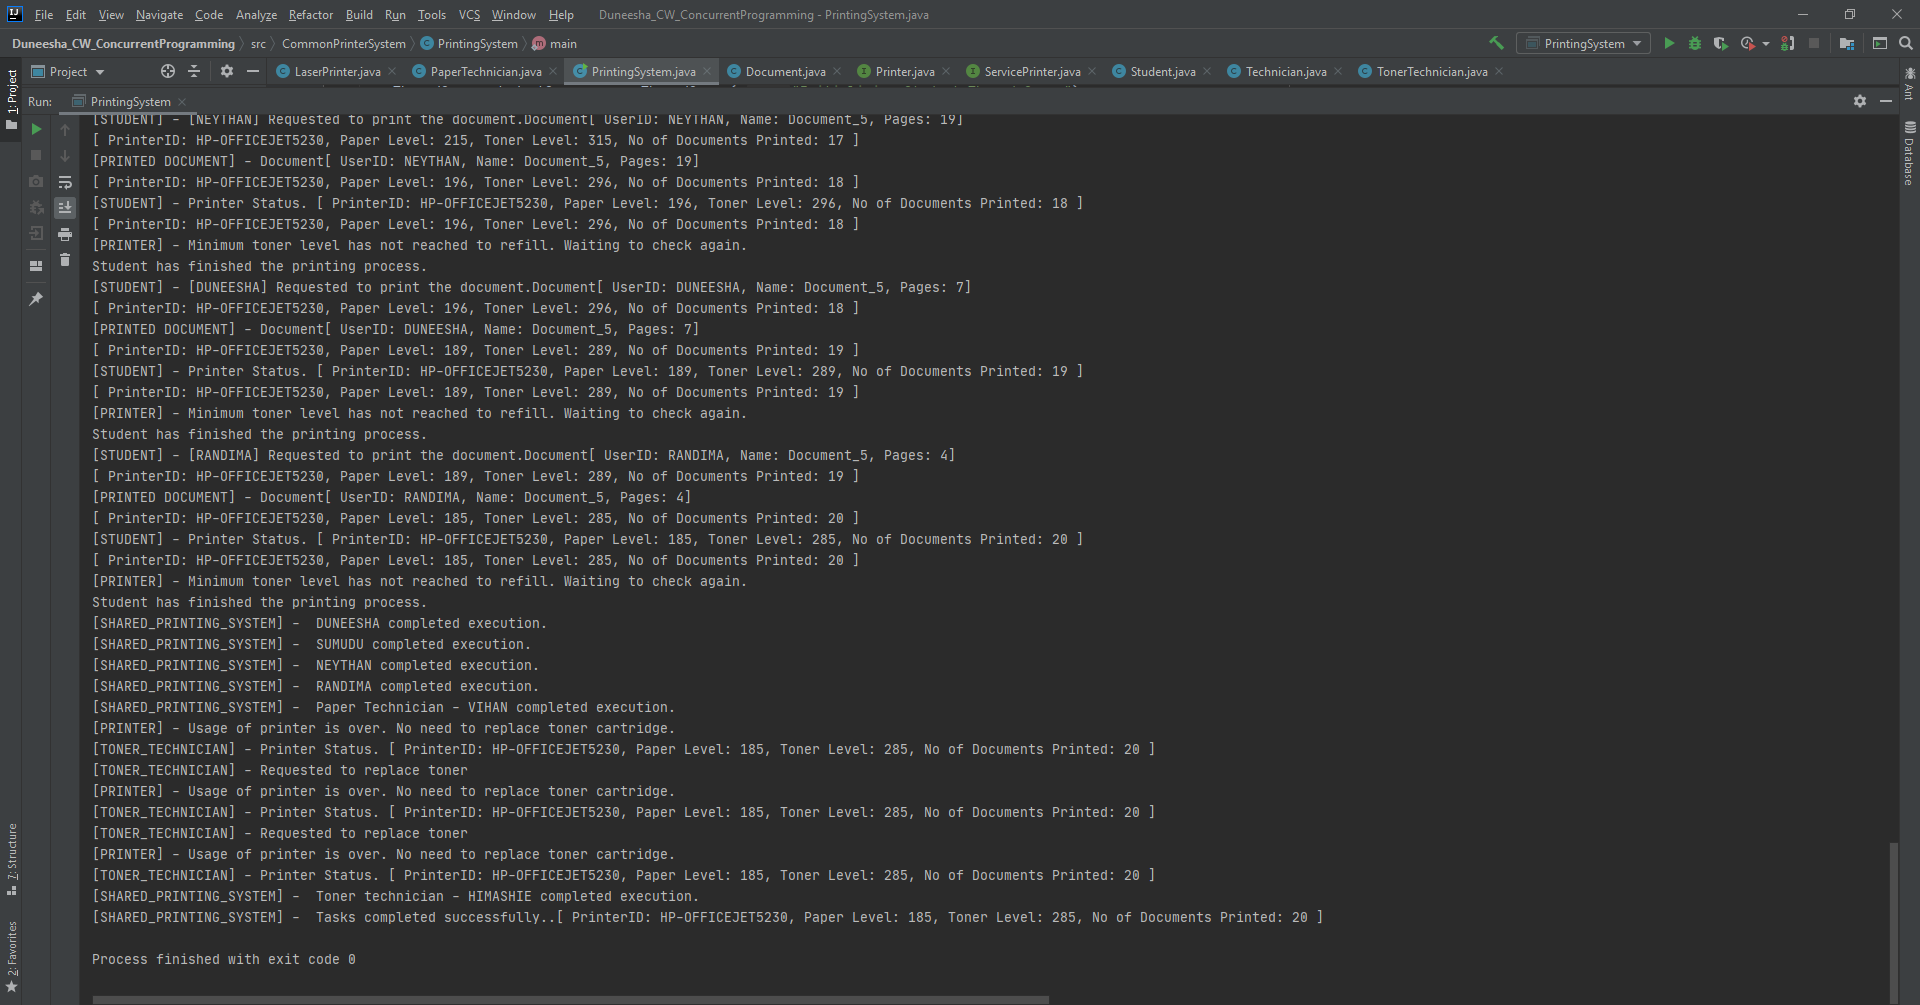 File Edit View Navigate Code Analyze Refactor Build Run Tools VCS Window Help Duneesha_CW_ConcurrentProgramming - PrintingSystem.java
Duneesha_CW_ConcurrentProgramming src CommonPrinterSystem PrintingSystem main PrintingSystem
Project LaserPrinter.java PaperTechnician.java PrintingSystem.java Document.java Printer.java ServicePrinter.java Student.java Technician.java TonerTechnician.java
Run: PrintingSystem
[STUDENT] - [NEYTHAN] Requested to print the document.Document[ UserID: NEYTHAN, Name: Document_5, Pages: 19]
[ PrinterID: HP-OFFICEJET5230, Paper Level: 215, Toner Level: 315, No of Documents Printed: 17 ]
[PRINTED DOCUMENT] - Document[ UserID: NEYTHAN, Name: Document_5, Pages: 19]
[ PrinterID: HP-OFFICEJET5230, Paper Level: 196, Toner Level: 296, No of Documents Printed: 18 ]
[STUDENT] - Printer Status. [ PrinterID: HP-OFFICEJET5230, Paper Level: 196, Toner Level: 296, No of Documents Printed: 18 ]
[ PrinterID: HP-OFFICEJET5230, Paper Level: 196, Toner Level: 296, No of Documents Printed: 18 ]
[PRINTER] - Minimum toner level has not reached to refill. Waiting to check again.
Student has finished the printing process.
[STUDENT] - [DUNEESHA] Requested to print the document.Document[ UserID: DUNEESHA, Name: Document_5, Pages: 7]
[ PrinterID: HP-OFFICEJET5230, Paper Level: 196, Toner Level: 296, No of Documents Printed: 18 ]
[PRINTED DOCUMENT] - Document[ UserID: DUNEESHA, Name: Document_5, Pages: 7]
[ PrinterID: HP-OFFICEJET5230, Paper Level: 189, Toner Level: 289, No of Documents Printed: 19 ]
[STUDENT] - Printer Status. [ PrinterID: HP-OFFICEJET5230, Paper Level: 189, Toner Level: 289, No of Documents Printed: 19 ]
[ PrinterID: HP-OFFICEJET5230, Paper Level: 189, Toner Level: 289, No of Documents Printed: 19 ]
[PRINTER] - Minimum toner level has not reached to refill. Waiting to check again.
Student has finished the printing process.
[STUDENT] - [RANDIMA] Requested to print the document.Document[ UserID: RANDIMA, Name: Document_5, Pages: 4]
[ PrinterID: HP-OFFICEJET5230, Paper Level: 189, Toner Level: 289, No of Documents Printed: 19 ]
[PRINTED DOCUMENT] - Document[ UserID: RANDIMA, Name: Document_5, Pages: 4]
[ PrinterID: HP-OFFICEJET5230, Paper Level: 185, Toner Level: 285, No of Documents Printed: 20 ]
[STUDENT] - Printer Status. [ PrinterID: HP-OFFICEJET5230, Paper Level: 185, Toner Level: 285, No of Documents Printed: 20 ]
[ PrinterID: HP-OFFICEJET5230, Paper Level: 185, Toner Level: 285, No of Documents Printed: 20 ]
[PRINTER] - Minimum toner level has not reached to refill. Waiting to check again.
Student has finished the printing process.
[SHARED_PRINTING_SYSTEM] -  DUNEESHA completed execution.
[SHARED_PRINTING_SYSTEM] -  SUMUDU completed execution.
[SHARED_PRINTING_SYSTEM] -  NEYTHAN completed execution.
[SHARED_PRINTING_SYSTEM] -  RANDIMA completed execution.
[SHARED_PRINTING_SYSTEM] -  Paper Technician - VIHAN completed execution.
[PRINTER] - Usage of printer is over. No need to replace toner cartridge.
[TONER_TECHNICIAN] - Printer Status. [ PrinterID: HP-OFFICEJET5230, Paper Level: 185, Toner Level: 285, No of Documents Printed: 20 ]
[TONER_TECHNICIAN] - Requested to replace toner
[PRINTER] - Usage of printer is over. No need to replace toner cartridge.
[TONER_TECHNICIAN] - Printer Status. [ PrinterID: HP-OFFICEJET5230, Paper Level: 185, Toner Level: 285, No of Documents Printed: 20 ]
[TONER_TECHNICIAN] - Requested to replace toner
[PRINTER] - Usage of printer is over. No need to replace toner cartridge.
[TONER_TECHNICIAN] - Printer Status. [ PrinterID: HP-OFFICEJET5230, Paper Level: 185, Toner Level: 285, No of Documents Printed: 20 ]
[SHARED_PRINTING_SYSTEM] -  Toner technician - HIMASHIE completed execution.
[SHARED_PRINTING_SYSTEM] -  Tasks completed successfully..[ PrinterID: HP-OFFICEJET5230, Paper Level: 185, Toner Level: 285, No of Documents Printed: 20 ]
Process finished with exit code 0
1: Project
7: Structure
2: Favorites
Ant
Database